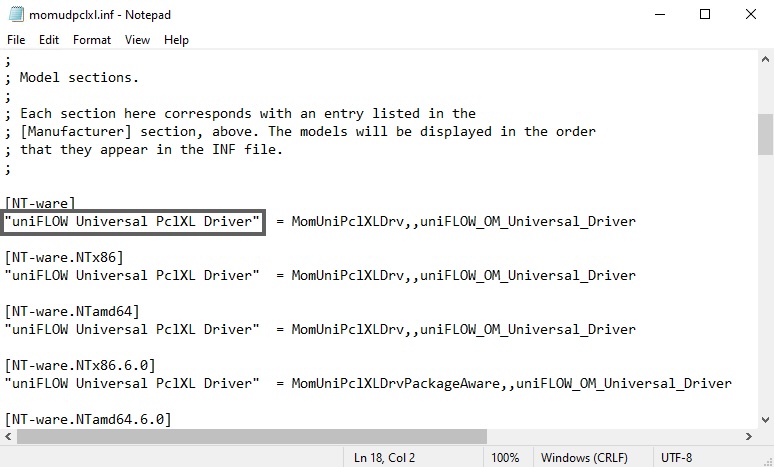 momudpclxl.inf - Notepad
File Edit Format View Help
;
; Model sections.
;
; Each section here corresponds with an entry listed in the
; [Manufacturer] section, above. The models will be displayed in the order
; that they appear in the INF file.
;
[NT-ware]
"uniFLOW Universal PclXL Driver"  = MomUniPclXLDrv,,uniFLOW_OM_Universal_Driver
[NT-ware.NTx86]
"uniFLOW Universal PclXL Driver"  = MomUniPclXLDrv,,uniFLOW_OM_Universal_Driver
[NT-ware.NTamd64]
"uniFLOW Universal PclXL Driver"  = MomUniPclXLDrv,,uniFLOW_OM_Universal_Driver
[NT-ware.NTx86.6.0]
"uniFLOW Universal PclXL Driver"  = MomUniPclXLDrvPackageAware,,uniFLOW_OM_Universal_Driver
[NT-ware.NTamd64.6.0]
Ln 18, Col 2 100% Windows (CRLF) UTF-8